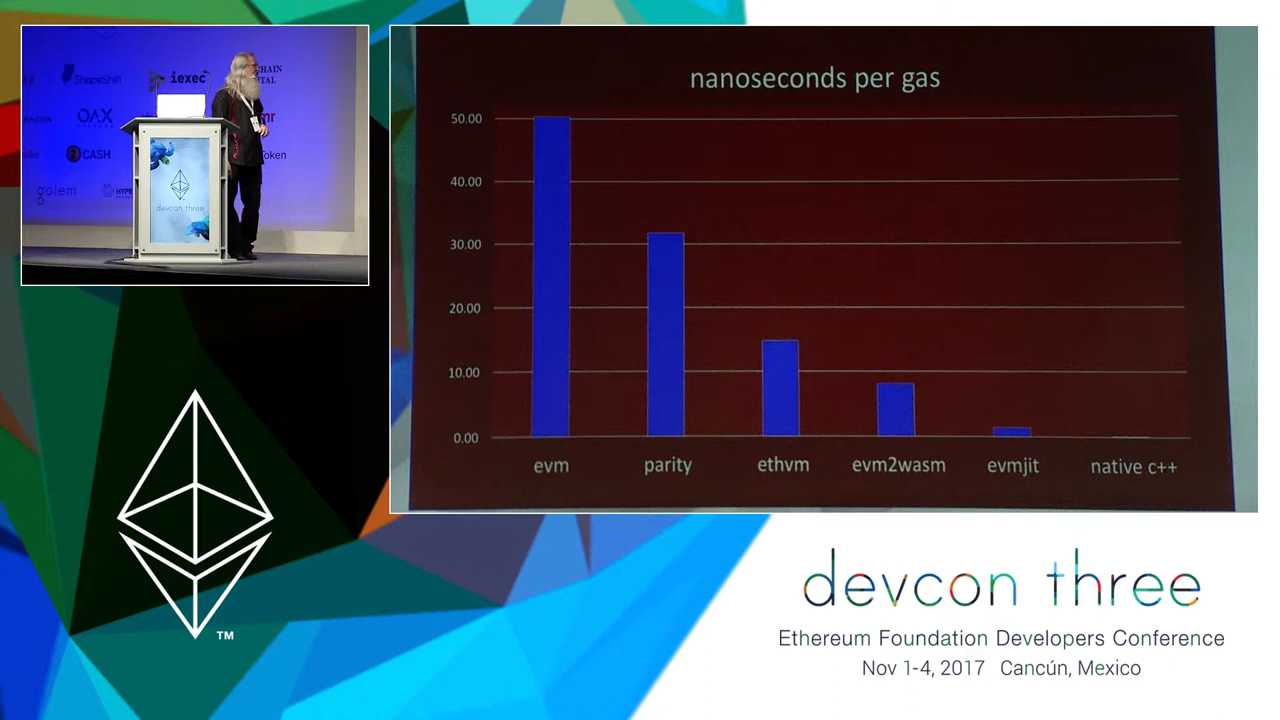 ShapeShift
iexec
OAX
CASH
golem
devcon three
nanoseconds per gas
50.00
40.00
30.00
20.00
10.00
0.00
evm parity ethvm evm2wasm evmjit native c++
TM
devcon three
Ethereum Foundation Developers Conference
Nov 1-4, 2017 Cancún, Mexico